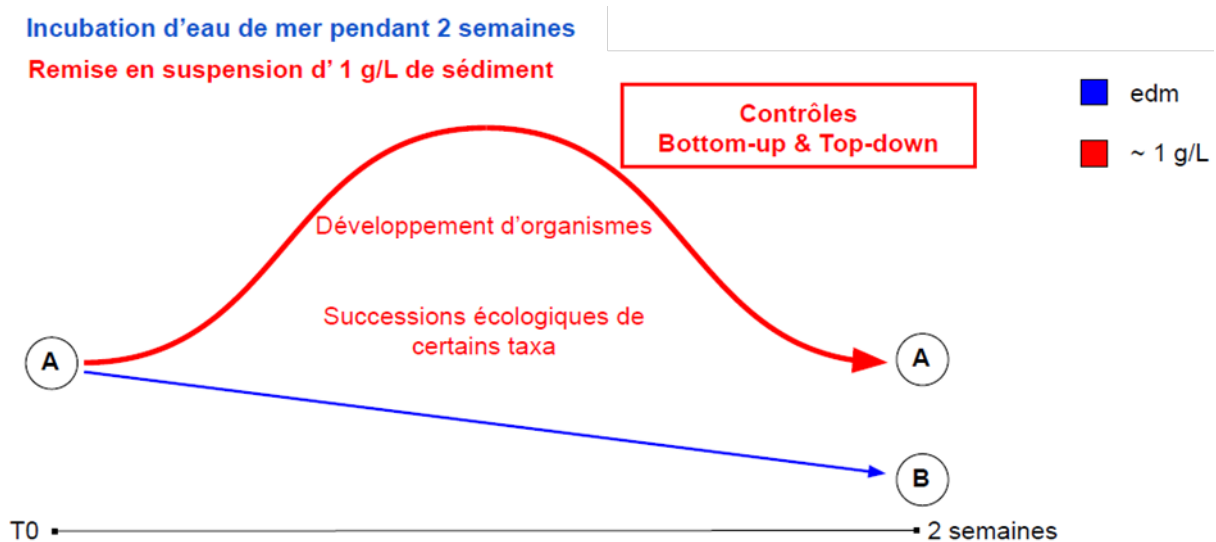 Incubation d'eau de mer pendant 2 semaines
Remise en suspension d' 1 g/L de sédiment
Contrôles
Bottom-up & Top-down
edm
~ 1 g/L
Développement d'organismes
Successions écologiques de
certains taxa
A
A
B
T0
2 semaines